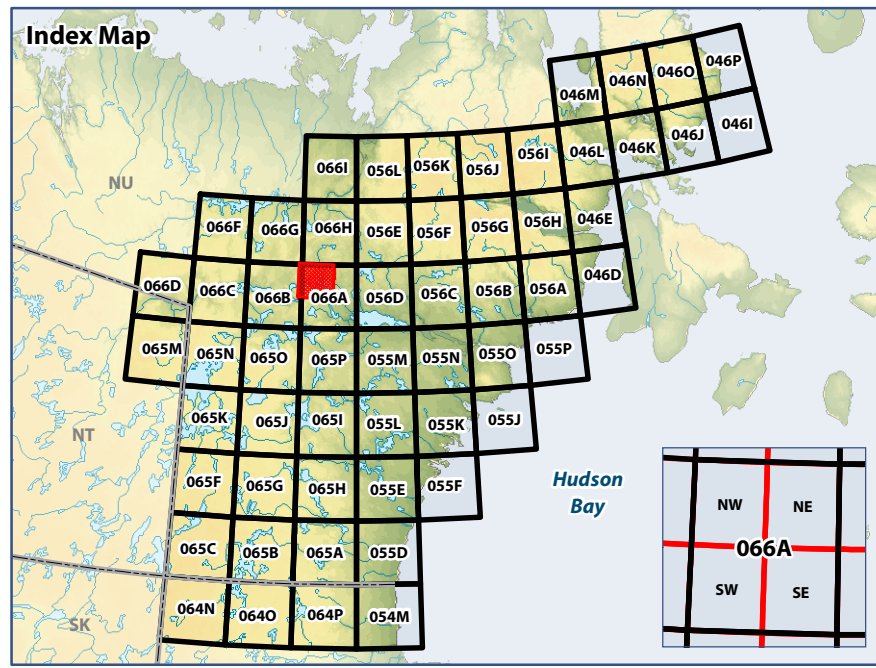 Index Map
046M 046N 046O 046P
066I 056L 056K 056J 056I 046L 046K 046J 046I
NU
066F 066G 066H 056E 056F 056G 056H 046E
066D 066C 066B 066A 056D 056C 056B 056A 046D
065M 065N 065O 065P 055M 055N 055O 055P
NT
065K 065J 065I 055L 055K 055J
065F 065G 065H 055E 055F
Hudson
Bay
065C 065B 065A 055D
064N 064O 064P 054M
SK
NW NE
066A
SW SE